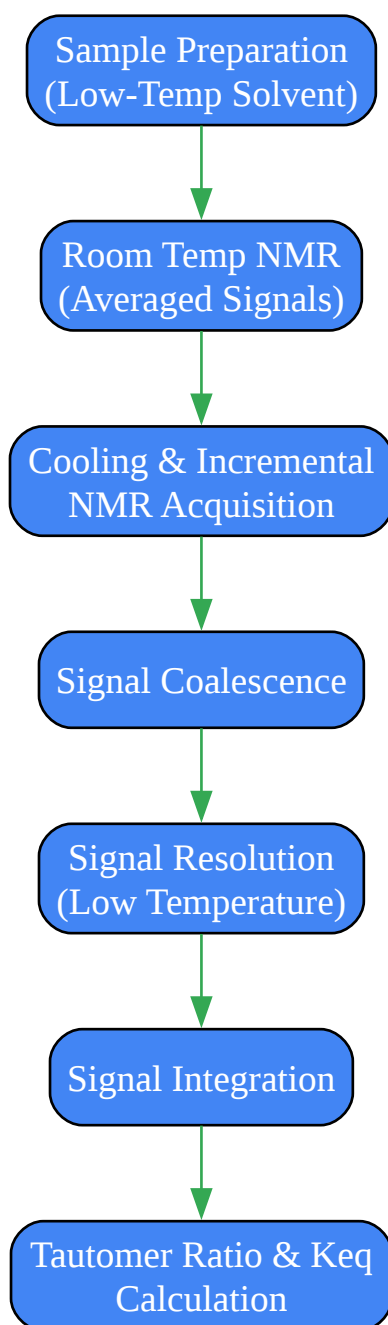 Sample Preparation
(Low-Temp Solvent)
Room Temp NMR
(Averaged Signals)
Cooling & Incremental
NMR Acquisition
Signal Coalescence
Signal Resolution
(Low Temperature)
Signal Integration
Tautomer Ratio & Keq
Calculation